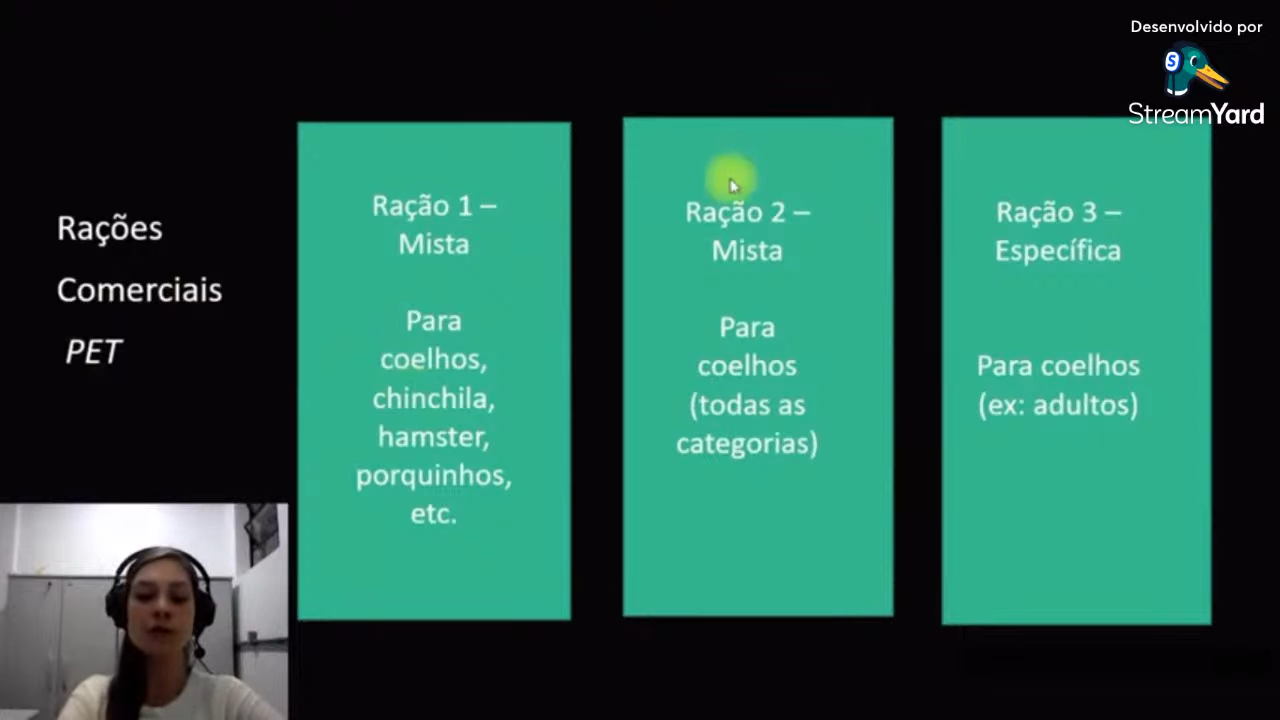 Desenvolvido por
StreamYard
Rações
Comerciais
PET
Ração 1 –
Mista
Para
coelhos,
chinchila,
hamster,
porquinhos,
etc.
Ração 2 –
Mista
Para
coelhos
(todas as
categorias)
Ração 3 –
Específica
Para coelhos
(ex: adultos)